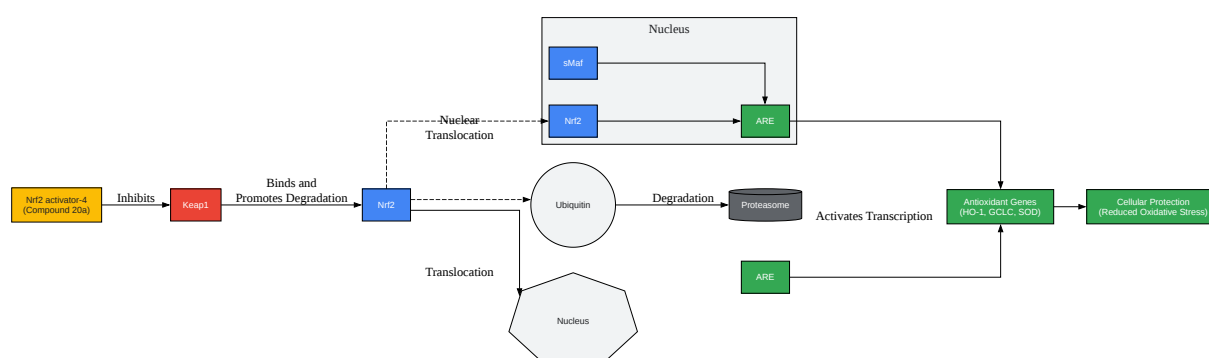 Nucleus
sMaf
Nrf2
ARE
Nuclear
Translocation
Nrf2 activator-4
(Compound 20a)
Inhibits
Keap1
Binds and
Promotes Degradation
Nrf2
Ubiquitin
Degradation
Proteasome
Activates Transcription
Antioxidant Genes
(HO-1, GCLC, SOD)
Cellular Protection
(Reduced Oxidative Stress)
Translocation
ARE
Nucleus